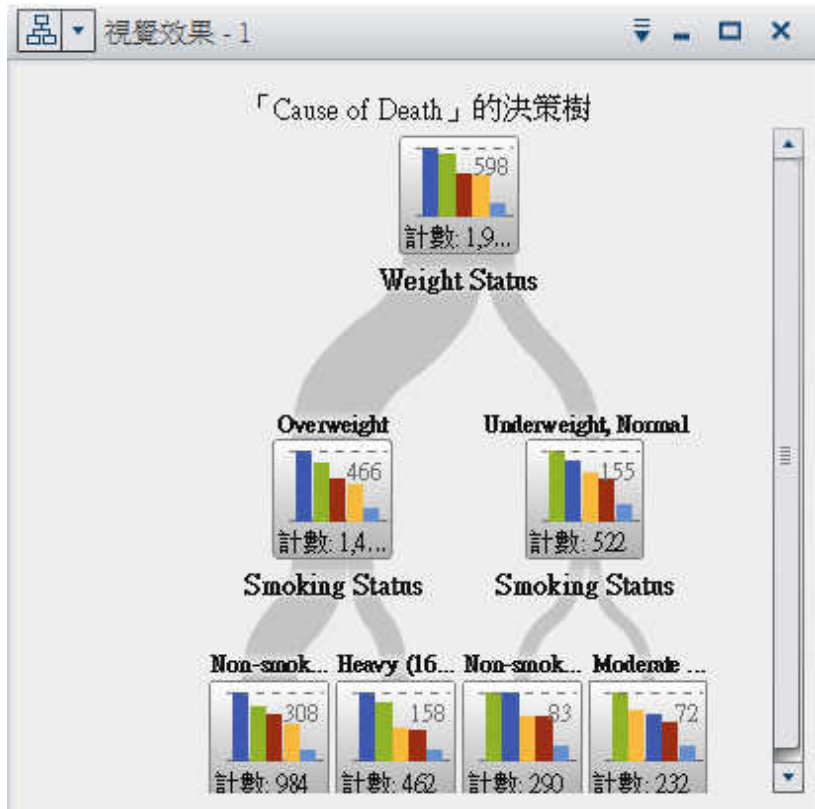 視覺效果 - 1
「Cause of Death」的決策樹
598
計數: 1,9...
Weight Status
Overweight
Underweight, Normal
466
155
計數: 1,4...
計數: 522
Smoking Status
Smoking Status
Non-smok...
Heavy (16...
Non-smok...
Moderate ...
308
158
83
72
計數: 984
計數: 462
計數: 290
計數: 232